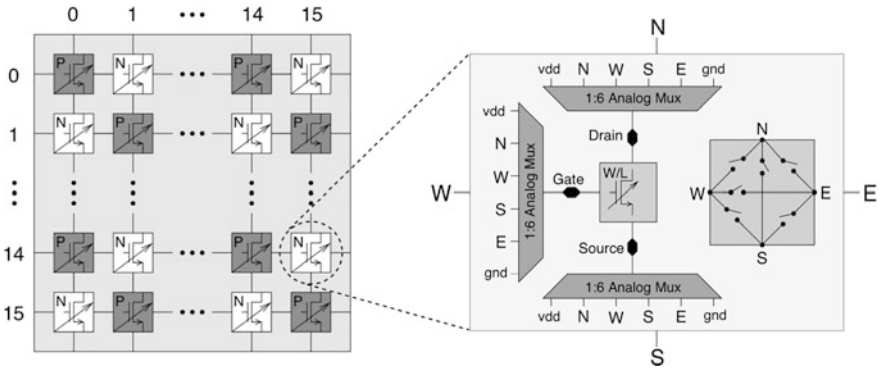 0 1 ••• 14 15
0 P N ••• P N
1 N P ••• N P
14 P N ••• P N
15 N P ••• N P
N
vdd N W S E gnd
1:6 Analog Mux
vdd
N
W
S
E
gnd
1:6 Analog Mux
Drain
Gate
W/L
Source
1:6 Analog Mux
vdd N W S E gnd
N
W E
S
W
E
S